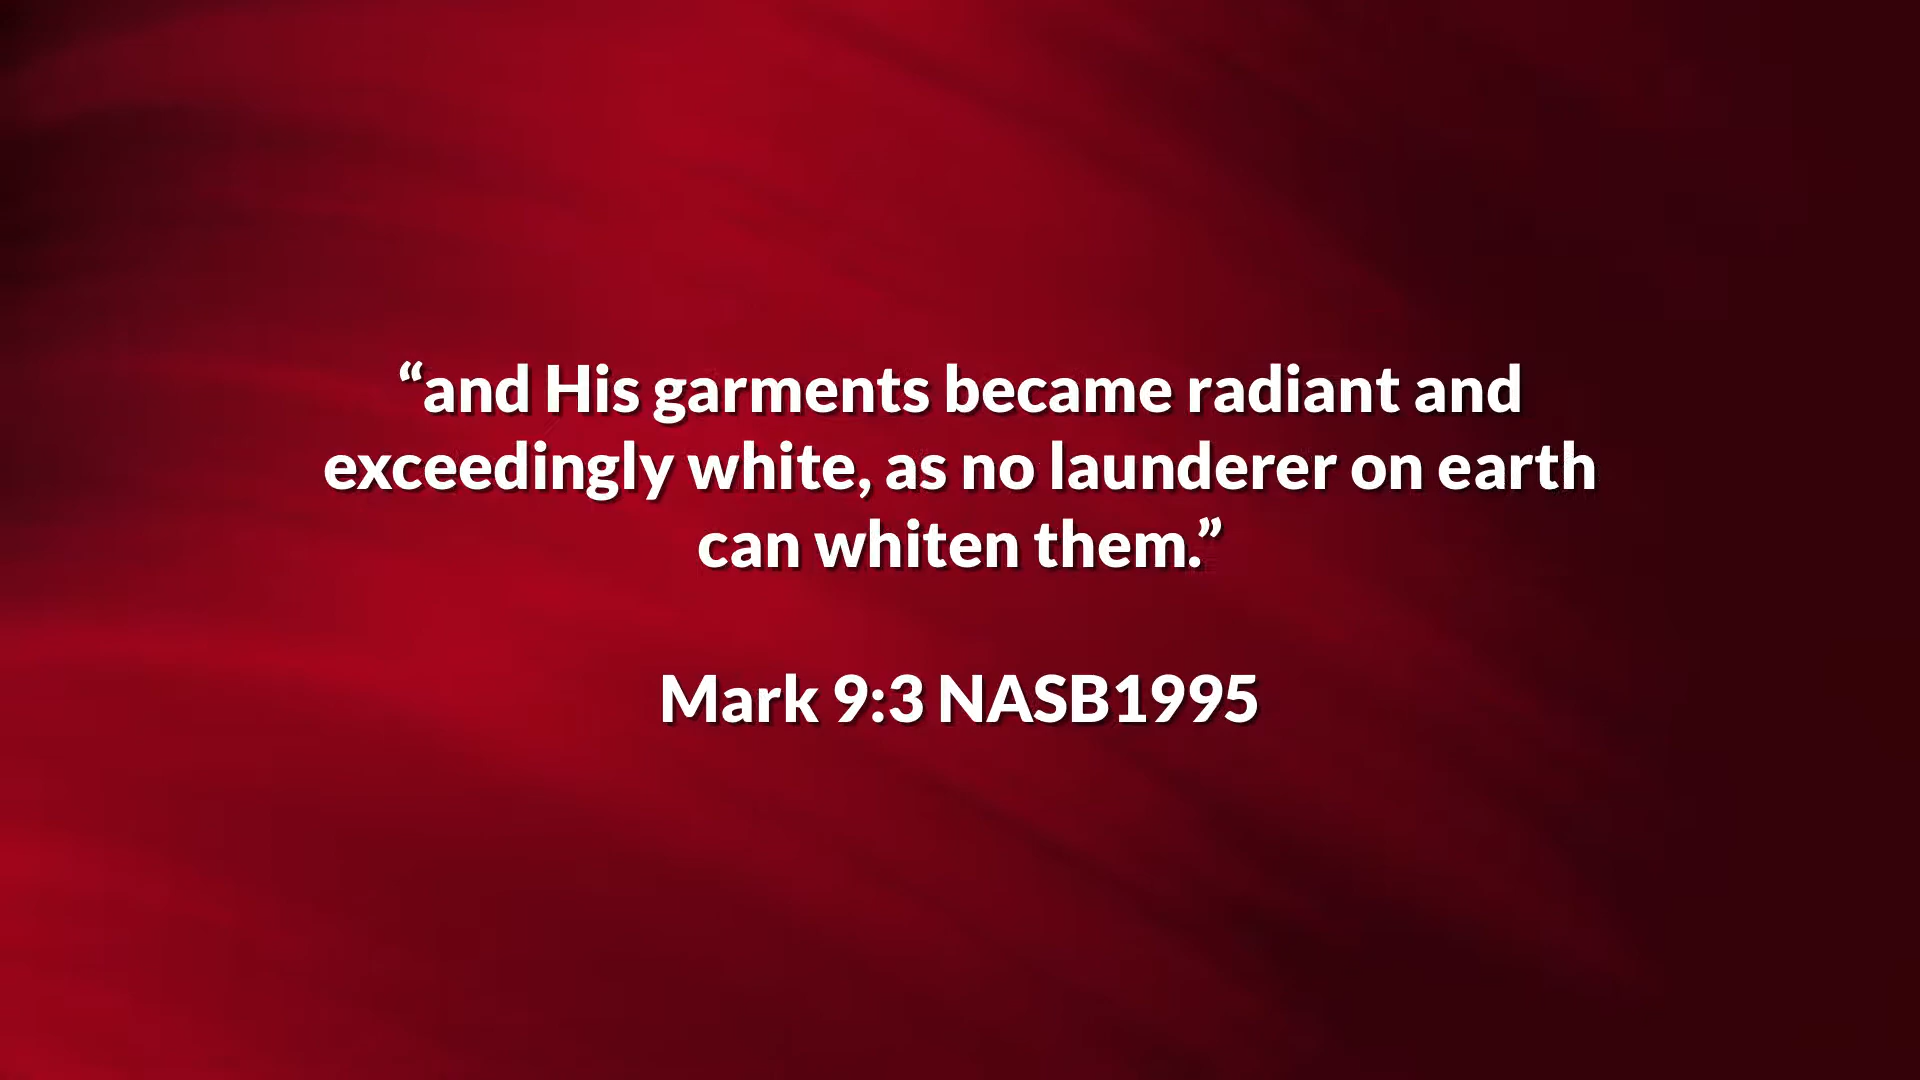 “and His garments became radiant and
exceedingly white, as no launderer on earth
can whiten them.”
Mark 9:3 NASB1995